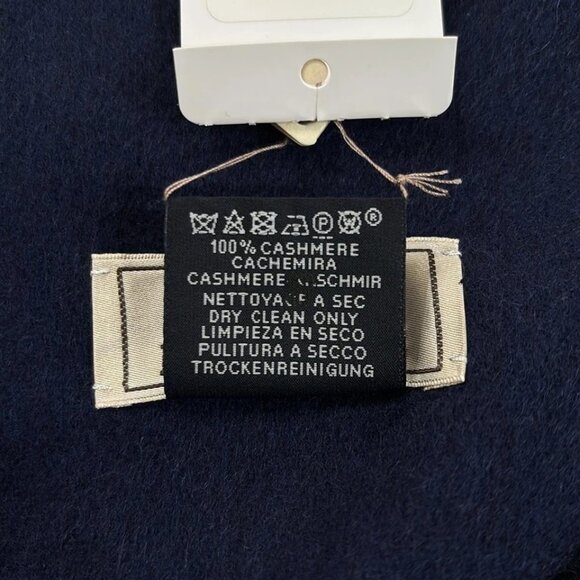 P W ®
100% CASHMERE
CACHEMIRA
CASHMERE
NETTOYAGE A SEC
DRY CLEAN ONLY
LIMPIEZA EN SECO
PULITURA A SECCO
TROCKENREINIGUNG